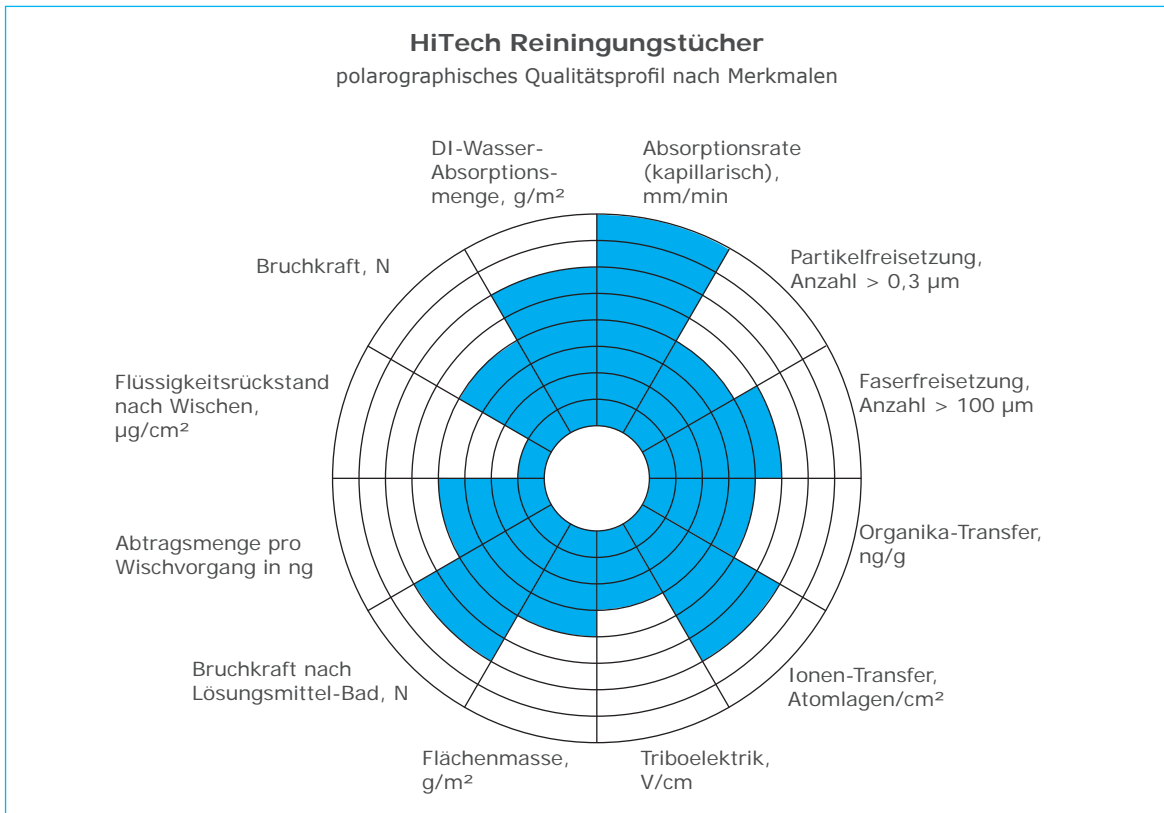 HiTech Reiningungstücher
polarographisches Qualitätsprofil nach Merkmalen
DI-Wasser-
Absorptions-
menge, g/m²
Absorptionsrate
(kapillarisch),
mm/min
Partikelfreisetzung,
Anzahl > 0,3 µm
Faserfreisetzung,
Anzahl > 100 µm
Organika-Transfer,
ng/g
Ionen-Transfer,
Atomlagen/cm²
Triboelektrik,
V/cm
Flächenmasse,
g/m²
Bruchkraft nach
Lösungsmittel-Bad, N
Abtragsmenge pro
Wischvorgang in ng
Flüssigkeitsrückstand
nach Wischen,
µg/cm²
Bruchkraft, N